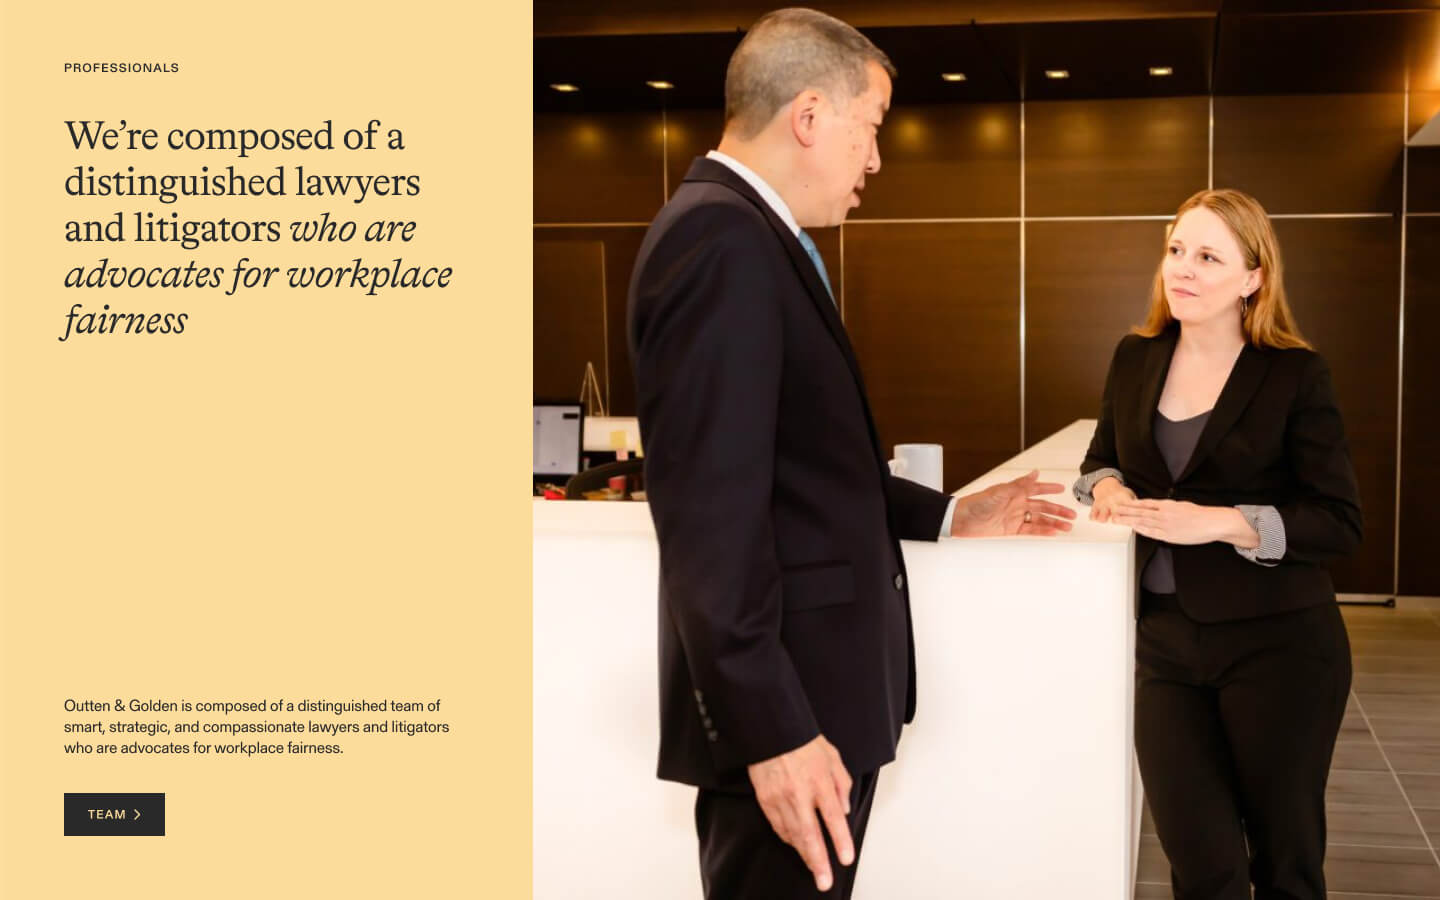 PROFESSIONALS
We’re composed of a
distinguished lawyers
and litigators who are
advocates for workplace
fairness
Outten & Golden is composed of a distinguished team of
smart, strategic, and compassionate lawyers and litigators
who are advocates for workplace fairness.
TEAM